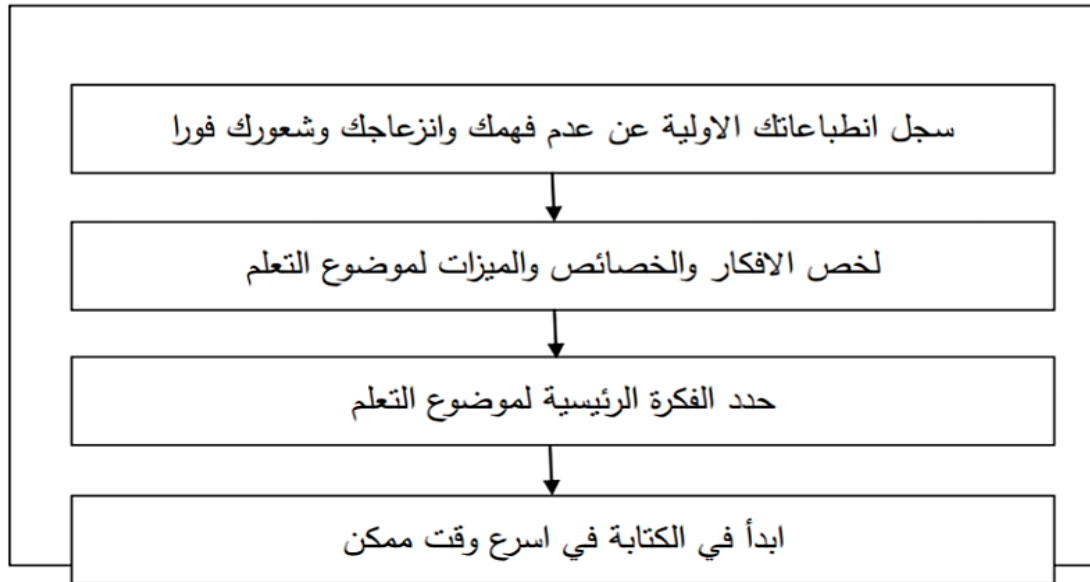 سجل انطباعاتك الاولية عن عدم فهمك وانزعاجك وشعورك فورا
لخص الافكار والخصائص والميزات لموضوع التعلم
حدد الفكرة الرئيسية لموضوع التعلم
ابدأ في الكتابة في اسرع وقت ممكن